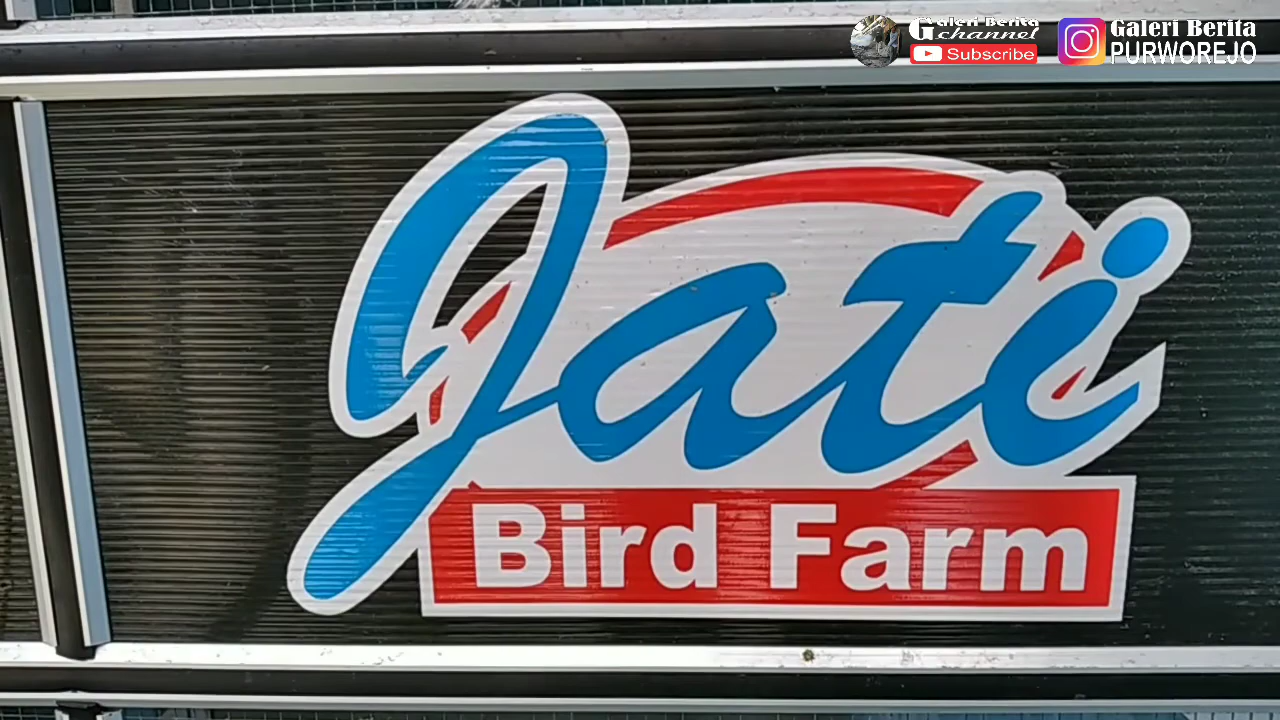 Galeri Berita
channel
Subscribe
Galeri Berita
PURWOREJO
Jati
Bird Farm